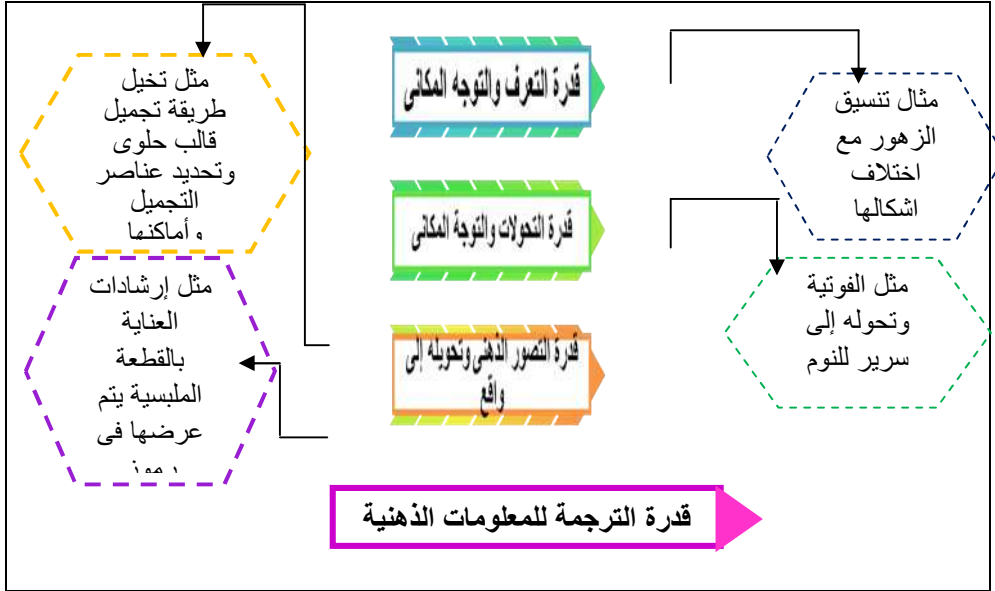 قدرة التعرف والتوجه المكانى
مثال تنسيق
الزهور مع
اختلاف
اشكالها
قدرة التحولات والتوجة المكانى
مثل الفوتية
وتحوله إلى
سرير للنوم
قدرة التصور الذهنى وتحويله إلى
واقع
مثل تخيل
طريقة تجميل
قالب حلوى
وتحديد عناصر
التجميل
وأماكنها
مثل إرشادات
العناية
بالقطعة
الملبسية يتم
عرضها فى
رموز
قدرة الترجمة للمعلومات الذهنية